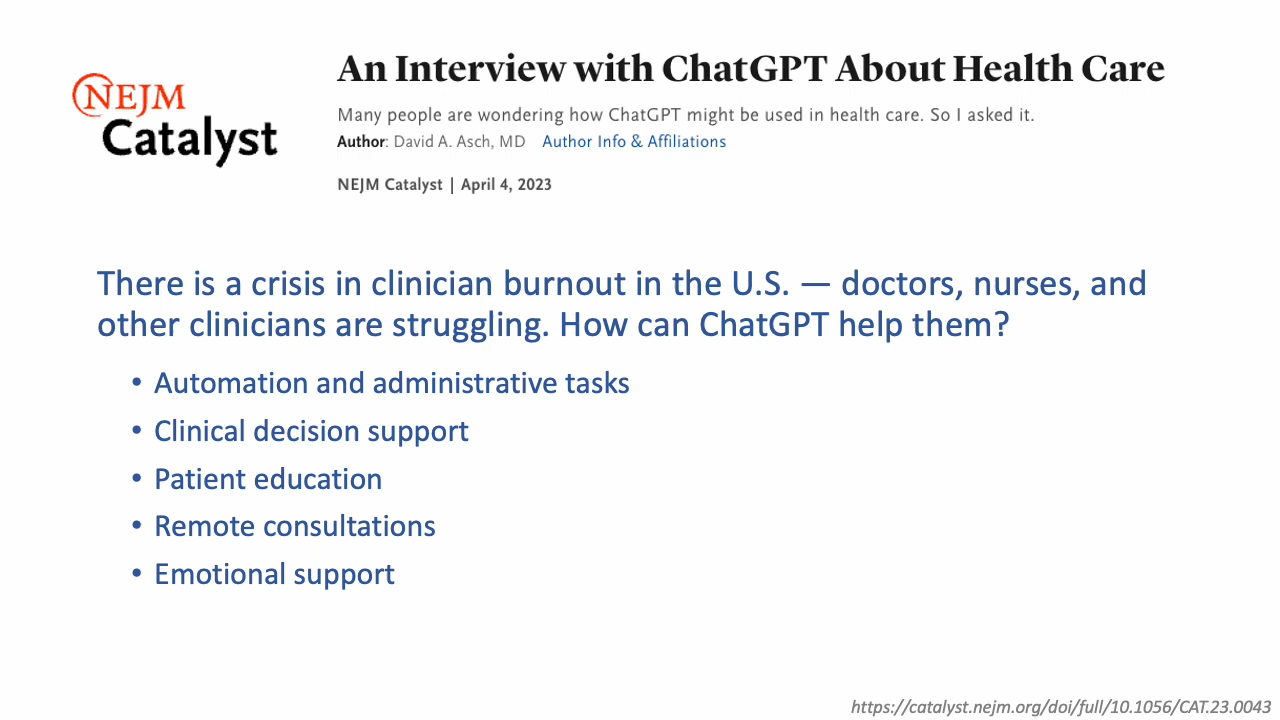 NEJM
Catalyst
An Interview with ChatGPT About Health Care
Many people are wondering how ChatGPT might be used in health care. So I asked it.
Author: David A. Asch, MD Author Info & Affiliations
NEJM Catalyst | April 4, 2023
There is a crisis in clinician burnout in the U.S. — doctors, nurses, and
other clinicians are struggling. How can ChatGPT help them?
• Automation and administrative tasks
• Clinical decision support
• Patient education
• Remote consultations
• Emotional support
https://catalyst.nejm.org/doi/full/10.1056/CAT.23.0043